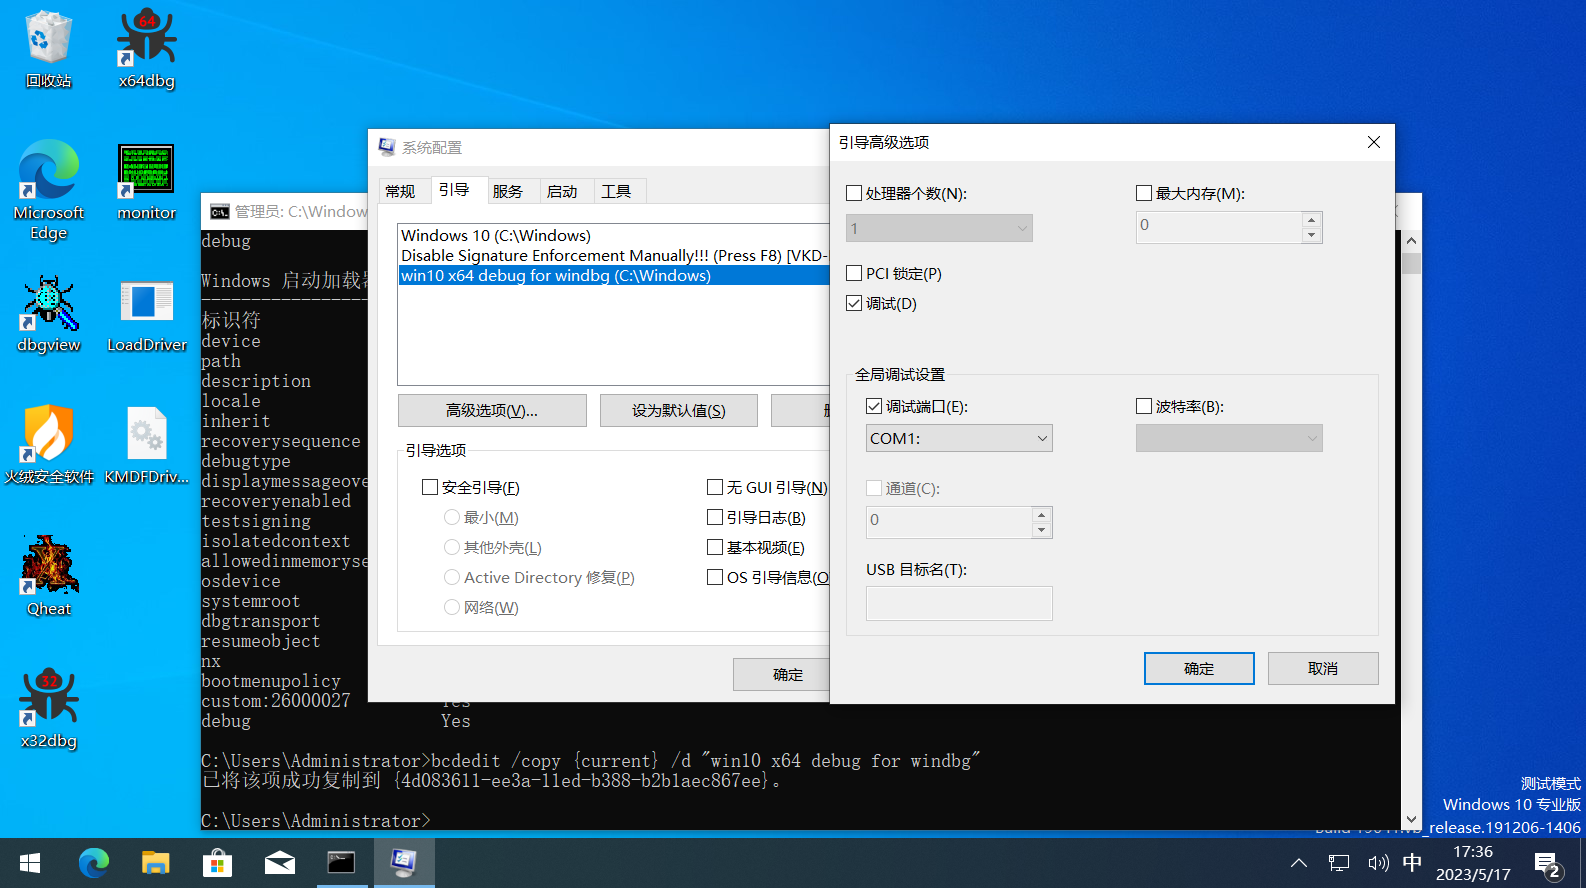 回收站
64
x64dbg
Microsoft
Edge
monitor
dbgview
LoadDriver
火绒安全软件
KMDFDriv...
Qheat
32
x32dbg
管理员: C:\Window
debug
Windows 启动加载
标识符
device
path
description
locale
inherit
recoverysequence
debugtype
displaymessageove
recoveryenabled
testsigning
isolatedcontext
allowedinmemoryse
osdevice
systemroot
dbgtransport
resumeobject
nx
bootmenupolicy
custom:26000027 Yes
debug Yes
C:\Users\Administrator>bcdedit /copy {current} /d "win10 x64 debug for windbg"
已将该项成功复制到 {4d083611-ee3a-11ed-b388-b2b1aec867ee}。
C:\Users\Administrator>
系统配置
常规 引导 服务 启动 工具
Windows 10 (C:\Windows)
Disable Signature Enforcement Manually!!! (Press F8) [VKD-
win10 x64 debug for windbg (C:\Windows)
高级选项(V)... 设为默认值(S)
引导选项
安全引导(F) 无 GUI 引导(N)
最小(M) 引导日志(B)
其他外壳(L) 基本视频(E)
Active Directory 修复(P) OS 引导信息(O
网络(W)
确定
引导高级选项
处理器个数(N): 最大内存(M):
1 0
PCI 锁定(P)
调试(D)
全局调试设置
调试端口(E): 波特率(B):
COM1:
通道(C):
0
USB 目标名(T):
确定 取消
测试模式
Windows 10 专业版
_release.191206-1406
中
17:36
2023/5/17
2